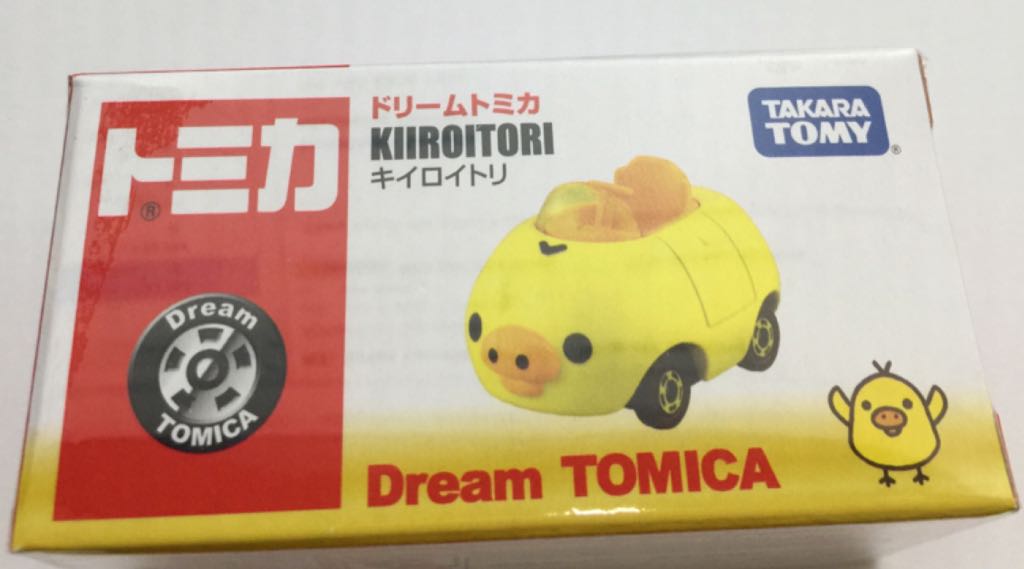 トミカ
®
Dream
TOMICA
ドリームトミカ
KIIROITORI
キイロイトリ
TAKARA
TOMY
®
Dream TOMICA